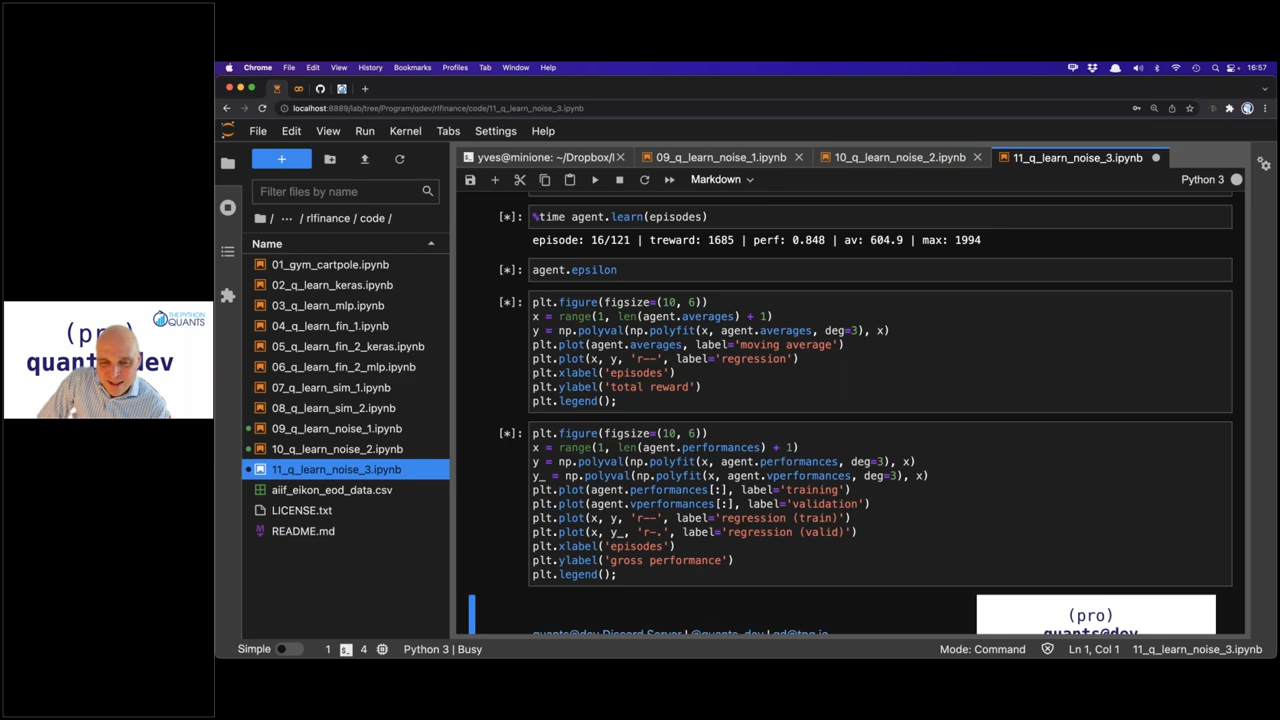 Chrome File Edit View History Bookmarks Profiles Tab Window Help 16:57
localhost:8889/lab/tree/Program/qdev/rlfinance/code/11_q_learn_noise_3.ipynb
File Edit View Run Kernel Tabs Settings Help
yves@minione: ~/Dropbox/
09_q_learn_noise_1.ipynb
10_q_learn_noise_2.ipynb
11_q_learn_noise_3.ipynb
Markdown
Python 3
Filter files by name
/ ... / rlfinance / code /
Name
01_gym_cartpole.ipynb
02_q_learn_keras.ipynb
03_q_learn_mlp.ipynb
04_q_learn_fin_1.ipynb
05_q_learn_fin_2_keras.ipynb
06_q_learn_fin_2_mlp.ipynb
07_q_learn_sim_1.ipynb
08_q_learn_sim_2.ipynb
09_q_learn_noise_1.ipynb
10_q_learn_noise_2.ipynb
11_q_learn_noise_3.ipynb
aiif_eikon_eod_data.csv
LICENSE.txt
README.md
[*]: %time agent.learn(episodes)
episode: 16/121 | treward: 1685 | perf: 0.848 | av: 604.9 | max: 1994
[*]: agent.epsilon
[*]: plt.figure(figsize=(10, 6))
x = range(1, len(agent.averages) + 1)
y = np.polyval(np.polyfit(x, agent.averages, deg=3), x)
plt.plot(agent.averages, label='moving average')
plt.plot(x, y, 'r--', label='regression')
plt.xlabel('episodes')
plt.ylabel('total reward')
plt.legend();
[*]: plt.figure(figsize=(10, 6))
x = range(1, len(agent.performances) + 1)
y = np.polyval(np.polyfit(x, agent.performances, deg=3), x)
y_ = np.polyval(np.polyfit(x, agent.vperformances, deg=3), x)
plt.plot(agent.performances[:], label='training')
plt.plot(agent.vperformances[:], label='validation')
plt.plot(x, y, 'r--', label='regression (train)')
plt.plot(x, y_, 'r-.', label='regression (valid)')
plt.xlabel('episodes')
plt.ylabel('gross performance')
plt.legend();
(pro)
quants@dev
quants@dev Discord Server | @quants_dev | qd@tpq.io
Simple 1 4 Python 3 | Busy
Mode: Command Ln 1, Col 1 11_q_learn_noise_3.ipynb
THE PYTHON
QUANTS